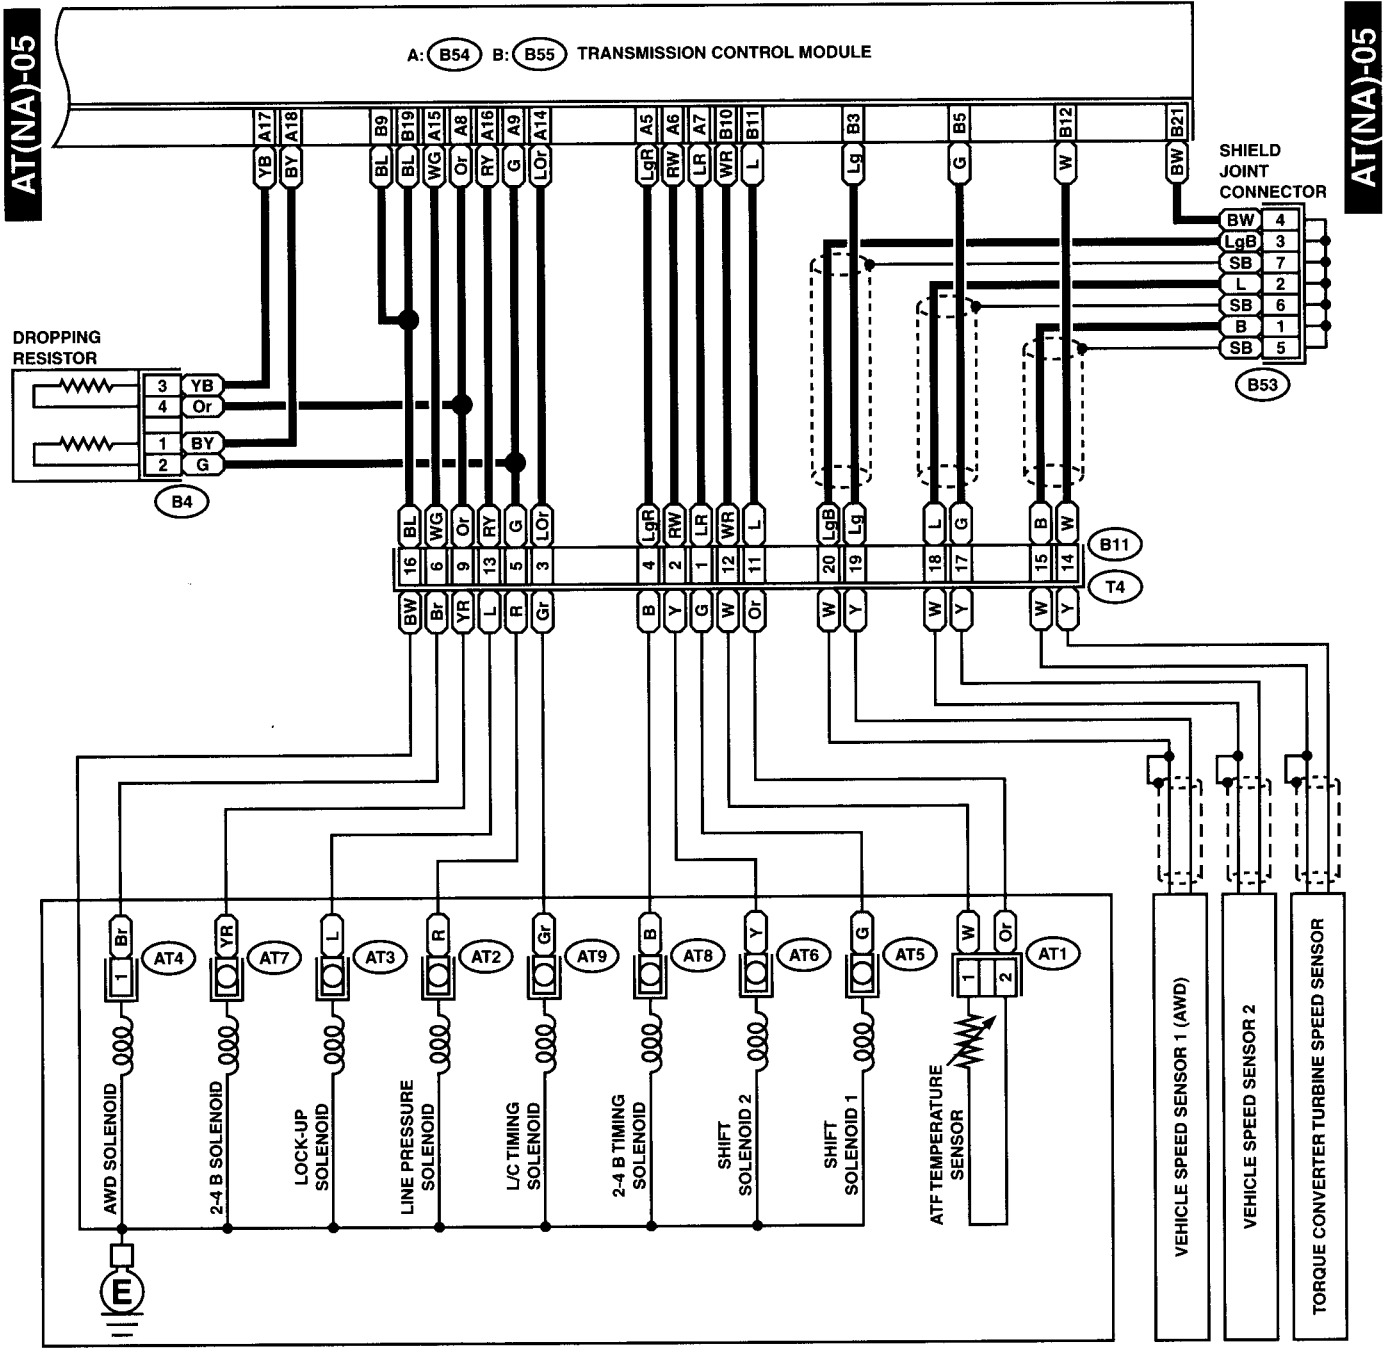 AT(NA)-05
AT(NA)-05
A: B54 B: B55 TRANSMISSION CONTROL MODULE
A17 A18 B9 B19 A15 A8 A16 A9 A14 A5 A6 A7 B10 B11 B3 B5 B12 B21
YB BY BL BL WG Or RY G LOr LgR RW LR WR L Lg G W BW
SHIELD
JOINT
CONNECTOR
BW 4
LgB 3
SB 7
L 2
SB 6
B 1
SB 5
B53
DROPPING
RESISTOR
3 YB
4 Or
1 BY
2 G
B4
BL WG Or RY G LOr LgR RW LR WR L LgB Lg L G B W
B11
16 6 9 13 5 3 4 2 1 12 11 20 19 18 17 15 14
T4
BW Br YR L R Gr B Y G W Or W Y W Y W Y
Br YR L R Gr B Y G W Or
AT4 AT7 AT3 AT2 AT9 AT8 AT6 AT5 AT1
1 1 2
AWD SOLENOID
2-4 B SOLENOID
LOCK-UP
SOLENOID
LINE PRESSURE
SOLENOID
L/C TIMING
SOLENOID
2-4 B TIMING
SOLENOID
SHIFT
SOLENOID 2
SHIFT
SOLENOID 1
ATF TEMPERATURE
SENSOR
VEHICLE SPEED SENSOR 1 (AWD)
VEHICLE SPEED SENSOR 2
TORQUE CONVERTER TURBINE SPEED SENSOR
E